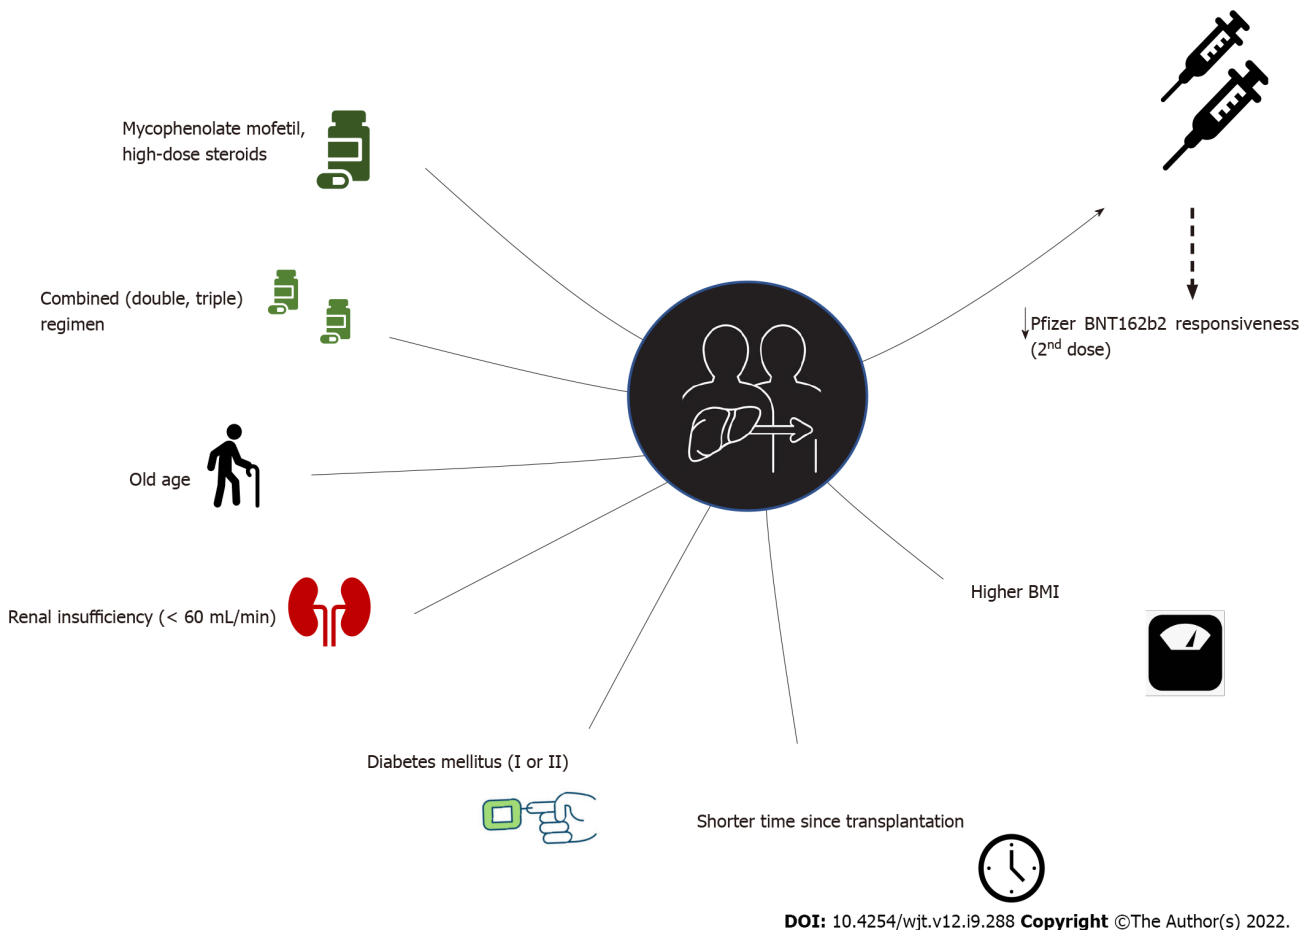 Mycophenolate mofetil,
high-dose steroids
Combined (double, triple)
regimen
↓Pfizer BNT162b2 responsiveness
(2nd dose)
Old age
Renal insufficiency (< 60 mL/min)
Higher BMI
Diabetes mellitus (I or II)
Shorter time since transplantation
DOI: 10.4254/wjt.v12.i9.288 Copyright ©The Author(s) 2022.